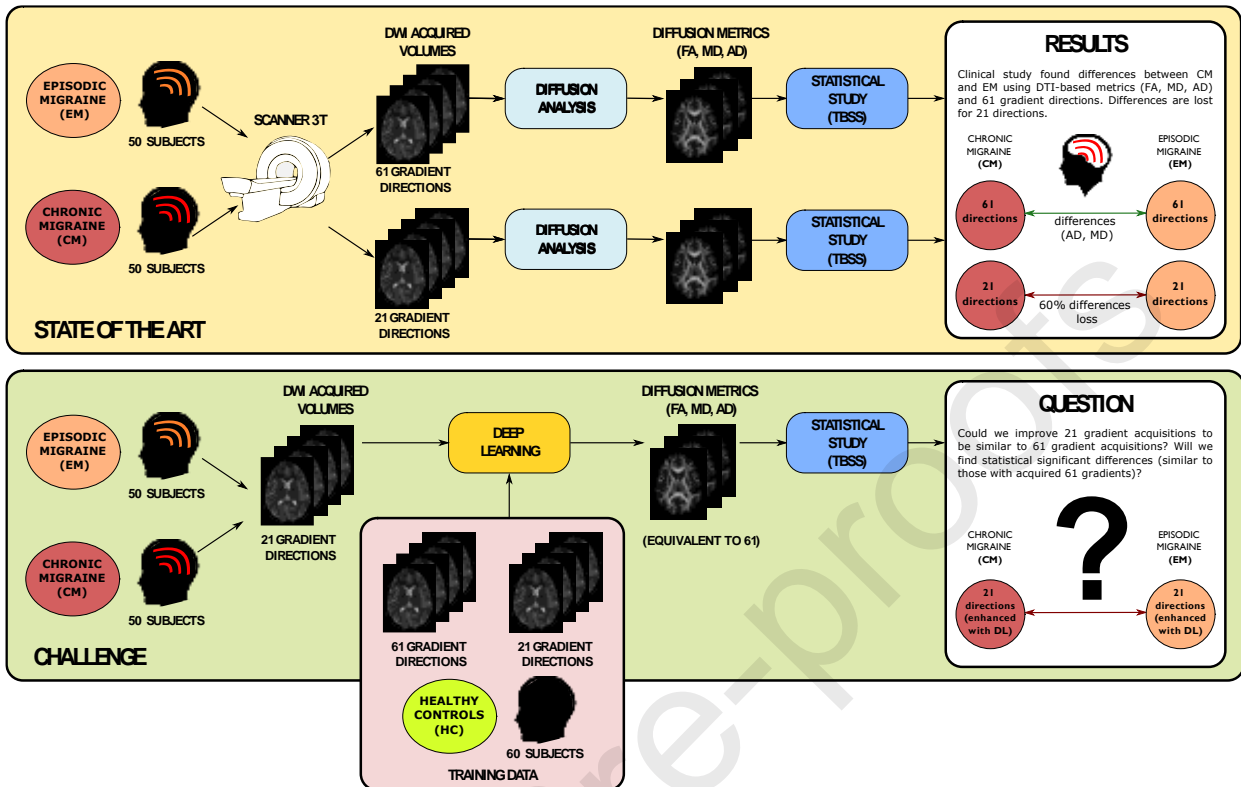 DWI ACQUIRED
VOLUMES
DIFFUSION METRICS
(FA, MD, AD)
EPISODIC
MIGRAINE
(EM)
50 SUBJECTS
SCANNER 3T
CHRONIC
MIGRAINE
(CM)
50 SUBJECTS
61 GRADIENT
DIRECTIONS
DIFFUSION
ANALYSIS
STATISTICAL
STUDY
(TBSS)
21 GRADIENT
DIRECTIONS
DIFFUSION
ANALYSIS
STATISTICAL
STUDY
(TBSS)
STATE OF THE ART
RESULTS
Clinical study found differences between CM
and EM using DTI-based metrics (FA, MD, AD)
and 61 gradient directions. Differences are lost
for 21 directions.
CHRONIC
MIGRAINE
(CM)
EPISODIC
MIGRAINE
(EM)
61
directions
differences
(AD, MD)
61
directions
21
directions
60% differences
loss
21
directions
DWI ACQUIRED
VOLUMES
DIFFUSION METRICS
(FA, MD, AD)
EPISODIC
MIGRAINE
(EM)
50 SUBJECTS
CHRONIC
MIGRAINE
(CM)
50 SUBJECTS
21 GRADIENT
DIRECTIONS
DEEP
LEARNING
(EQUIVALENT TO 61)
STATISTICAL
STUDY
(TBSS)
61 GRADIENT
DIRECTIONS
21 GRADIENT
DIRECTIONS
HEALTHY
CONTROLS
(HC)
60 SUBJECTS
TRAINING DATA
CHALLENGE
QUESTION
Could we improve 21 gradient acquisitions to
be similar to 61 gradient acquisitions? Will we
find statistical significant differences (similar to
those with acquired 61 gradients)?
CHRONIC
MIGRAINE
(CM)
?
EPISODIC
MIGRAINE
(EM)
21
directions
(enhanced
with DL)
21
directions
(enhanced
with DL)
re-proofs